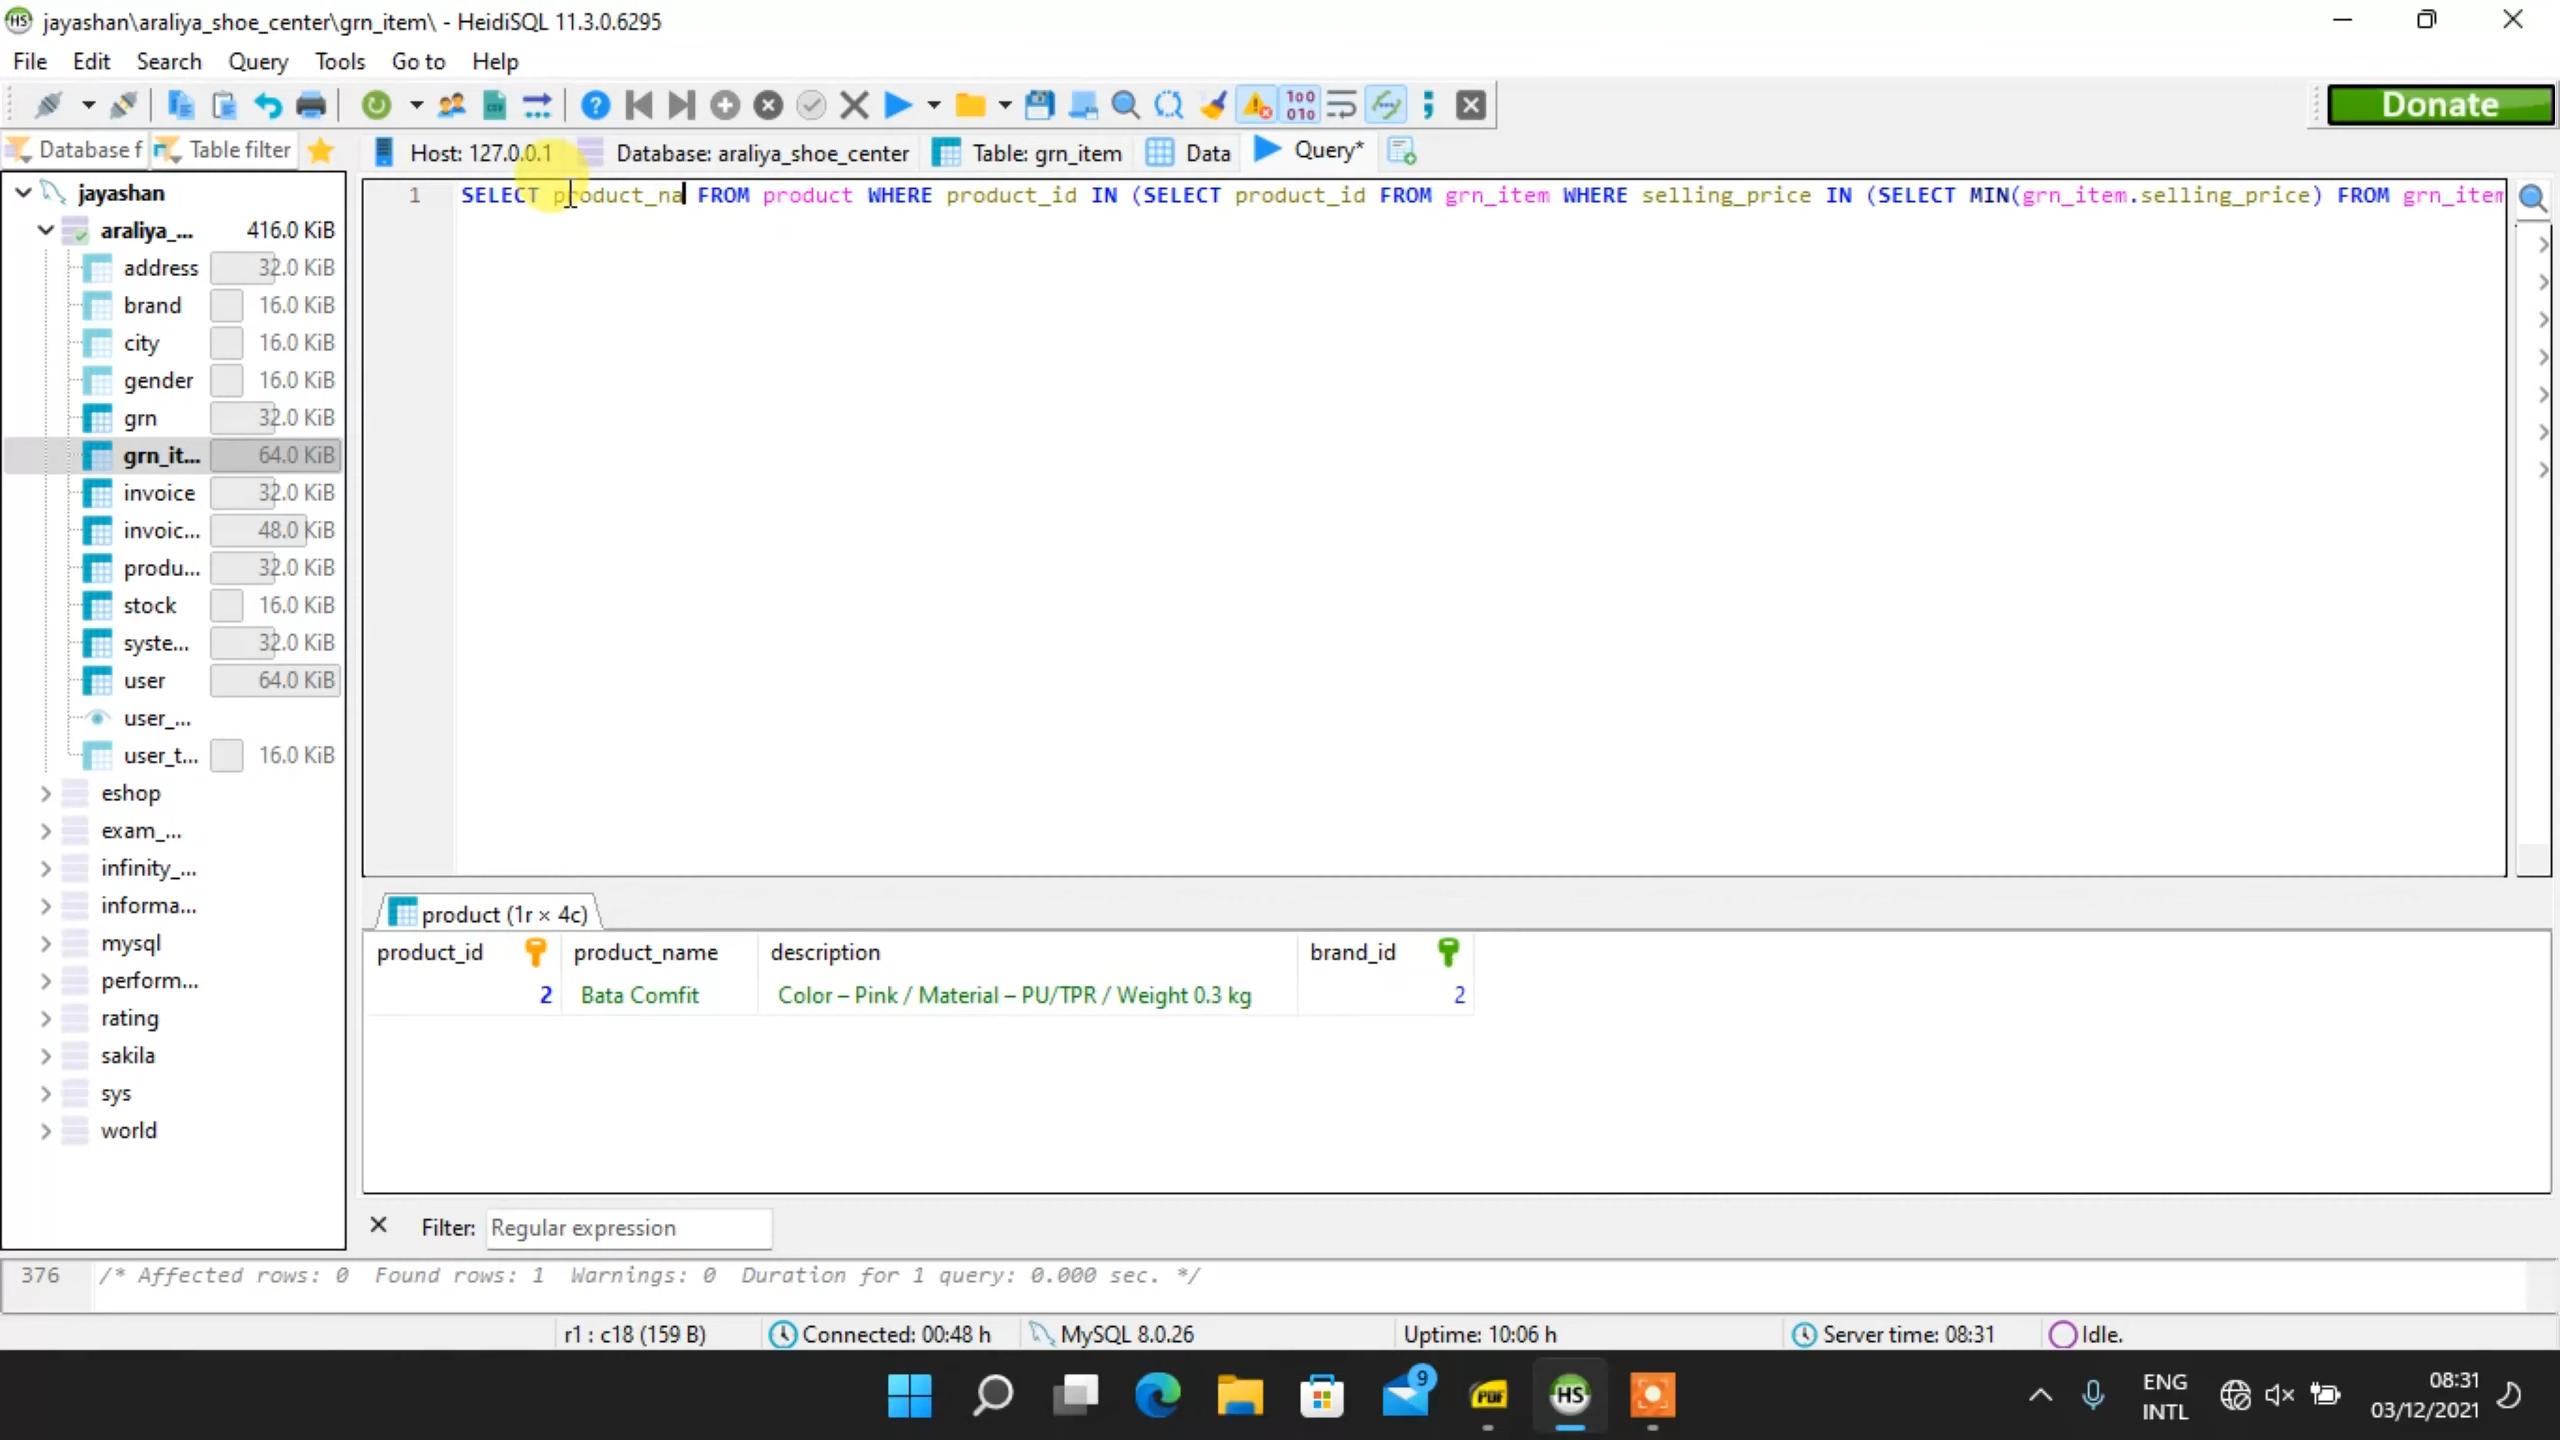 jayashan\araliya_shoe_center\grn_item\ - HeidiSQL 11.3.0.6295
File Edit Search Tools Go to Help
Donate
Database f Table filter Host: 127.0.0.1 Database: araliya_shoe_center Table: grn_item Data Query*
1 SELECT product_na FROM product WHERE product_id IN (SELECT product_id FROM grn_item WHERE selling_price IN (SELECT MIN(grn_item.selling_price) FROM grn_item
jayashan
araliya_... 416.0 KiB
address 32.0 KiB
brand 16.0 KiB
city 16.0 KiB
gender 16.0 KiB
grn 32.0 KiB
grn_it... 64.0 KiB
invoice 32.0 KiB
invoic... 48.0 KiB
produ... 32.0 KiB
stock 16.0 KiB
syste... 32.0 KiB
user 64.0 KiB
user_...
user_t... 16.0 KiB
eshop
exam_...
infinity_...
informa...
mysql
perform...
rating
sakila
sys
world
product (1r × 4c)
product_id product_name description brand_id
2 Bata Comfit Color – Pink / Material – PU/TPR / Weight 0.3 kg 2
Filter: Regular expression
376 /* Affected rows: 0 Found rows: 1 Warnings: 0 Duration for 1 query: 0.000 sec. */
r1 : c18 (159 B) Connected: 00:48 h MySQL 8.0.26 Uptime: 10:06 h Server time: 08:31 Idle.
9
PDF
HS
ENG
INTL
08:31
03/12/2021